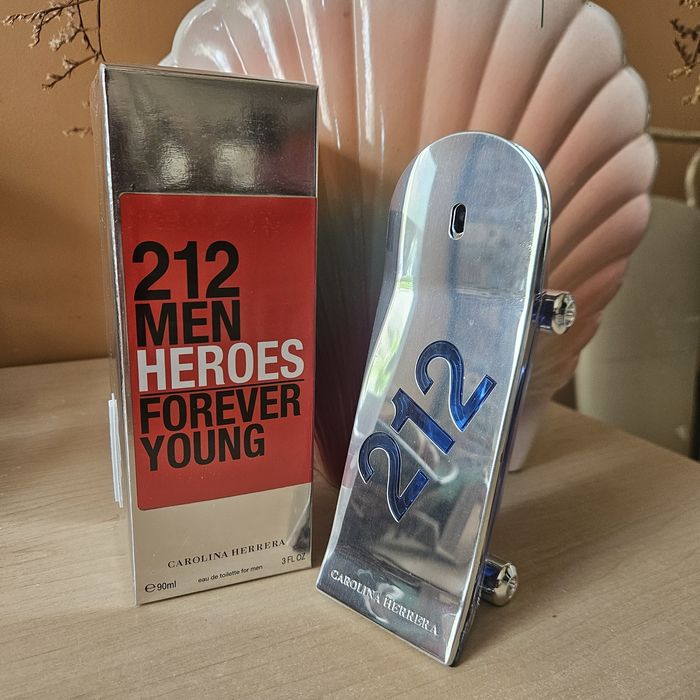 212
MEN
HEROES
FOREVER
YOUNG
CAROLINA HERRERA
℮ 90ml eau de toilette for men 3 FL OZ
212
CAROLINA HERRERA